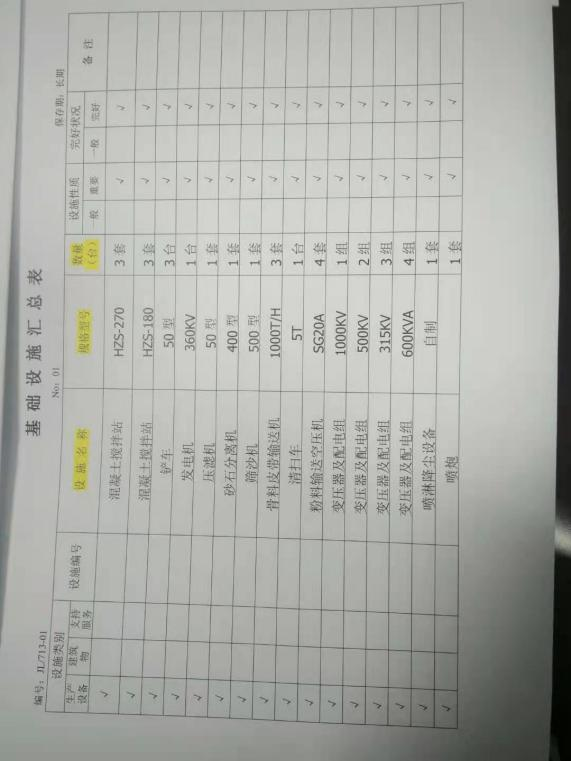 基础设施汇总表
编号：JL/713-01 No：01 保存期：长期
设施类别 设施编号 设施名称 规格型号 数量（台） 设施性质 完好状况 备注
生产设备 建筑物 支持服务 一般 重要 一般 完好
√ 混凝土搅拌站 HZS-270 3套 √ √
√ 混凝土搅拌站 HZS-180 3套 √ √
√ 铲车 50型 3台 √ √
√ 发电机 360KV 1台 √ √
√ 压滤机 50型 1套 √ √
√ 砂石分离机 400型 1套 √ √
√ 筛沙机 500型 1套 √ √
√ 骨料皮带输送机 1000T/H 3套 √ √
√ 清扫车 5T 1台 √ √
√ 粉料输送空压机 SG20A 4套 √ √
√ 变压器及配电组 1000KV 1组 √ √
√ 变压器及配电组 500KV 2组 √ √
√ 变压器及配电组 315KV 3组 √ √
√ 变压器及配电组 600KVA 4组 √ √
√ 喷淋降尘设备 自制 1套 √ √
√ 喷炮 1套 √ √